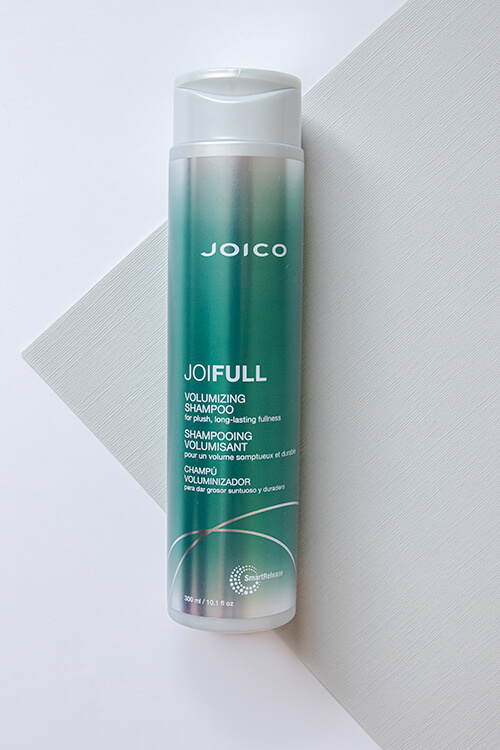 JOICO
JOIFULL
VOLUMIZING
SHAMPOO
for plush, long-lasting fullness
SHAMPOOING
VOLUMISANT
pour un volume somptueux et durable
CHAMPÚ
VOLUMINIZADOR
para dar grosor suntuoso y duradero
SmartRelease
300 ml / 10.1 fl oz